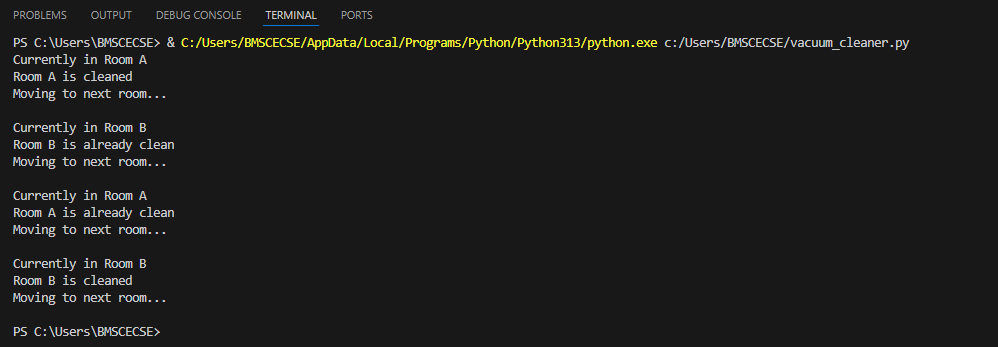 PROBLEMS OUTPUT DEBUG CONSOLE TERMINAL PORTS
PS C:\Users\BMSCECSE> & C:/Users/BMSCECSE/AppData/Local/Programs/Python/Python313/python.exe c:/Users/BMSCECSE/vacuum_cleaner.py
Currently in Room A
Room A is cleaned
Moving to next room...
Currently in Room B
Room B is already clean
Moving to next room...
Currently in Room A
Room A is already clean
Moving to next room...
Currently in Room B
Room B is cleaned
Moving to next room...
PS C:\Users\BMSCECSE>